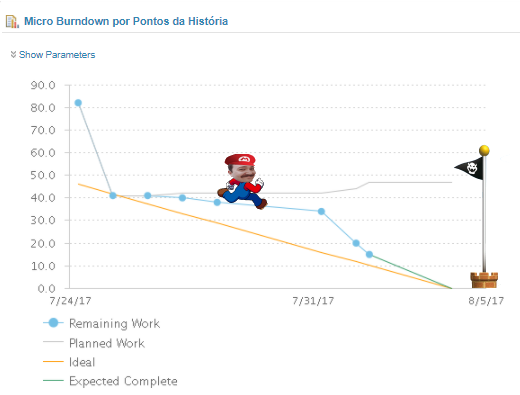 Micro Burndown por Pontos da História
Show Parameters
90.0
80.0
70.0
60.0
50.0
40.0
30.0
20.0
10.0
0.0
7/24/17 7/31/17 8/5/17
Remaining Work
Planned Work
Ideal
Expected Complete